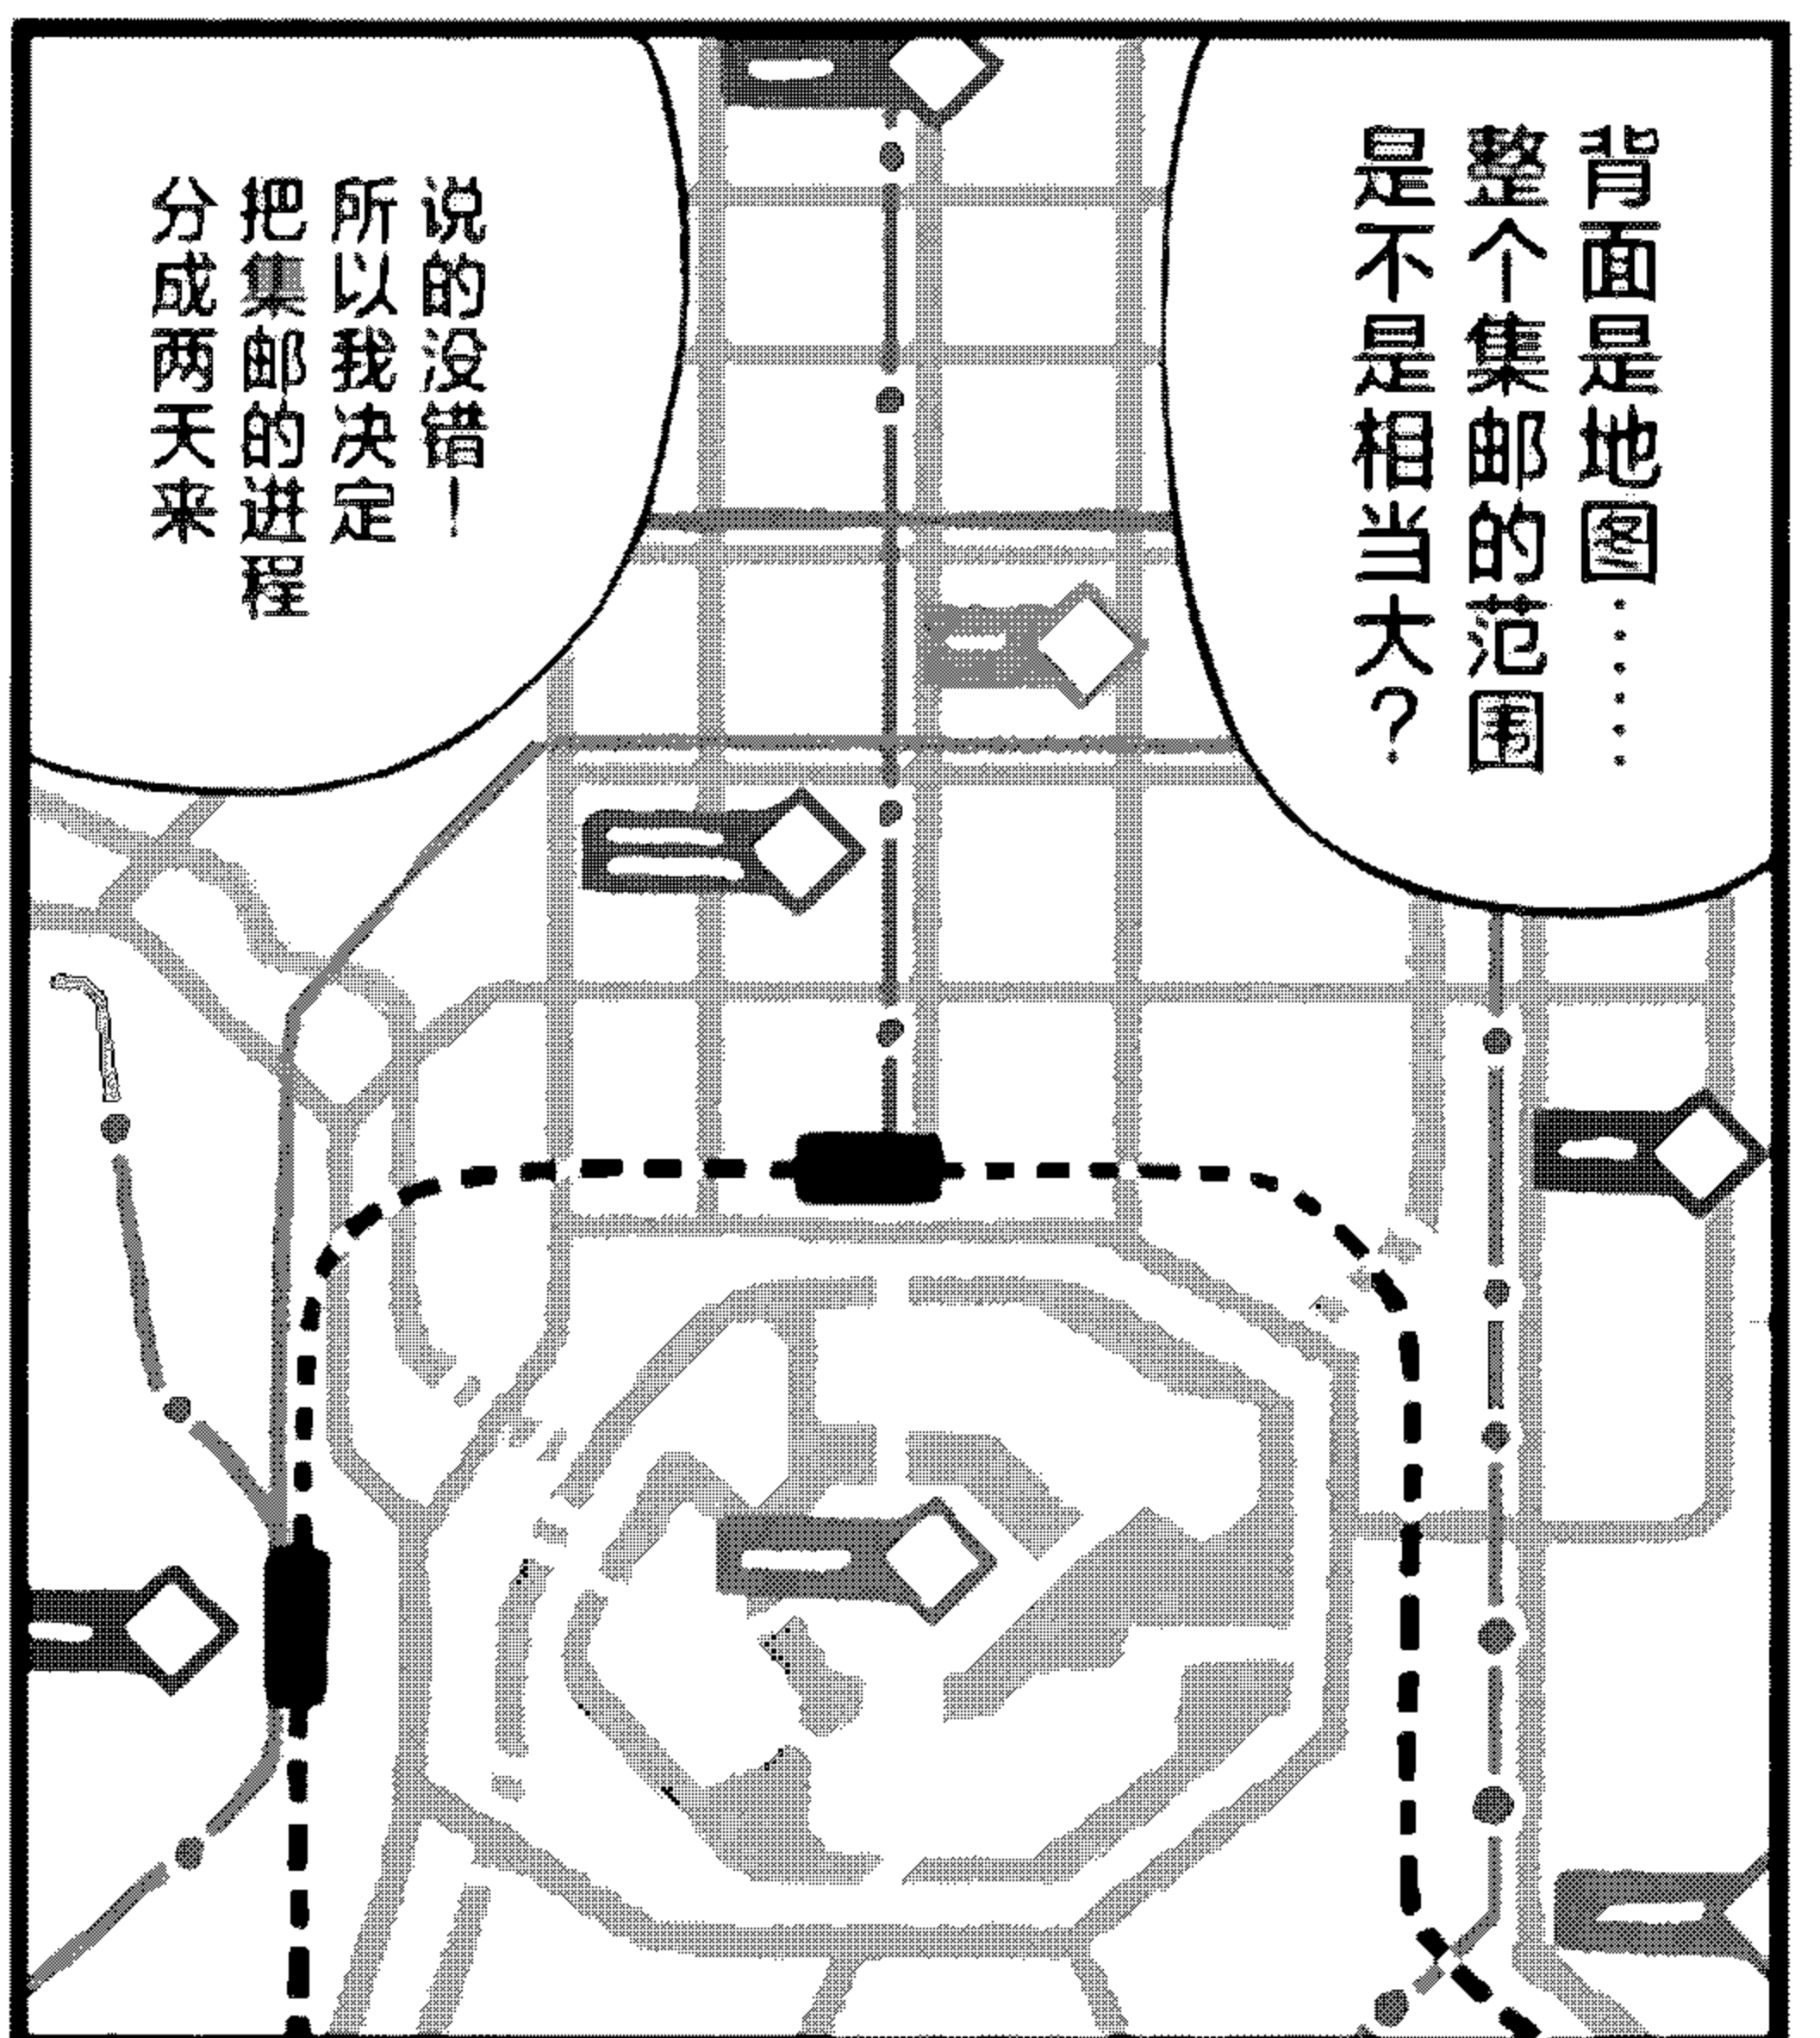 背面是地图……
整个集邮的范围
是不是相当大？
说的没错！
所以我决定
把集邮的进程
分成两天来